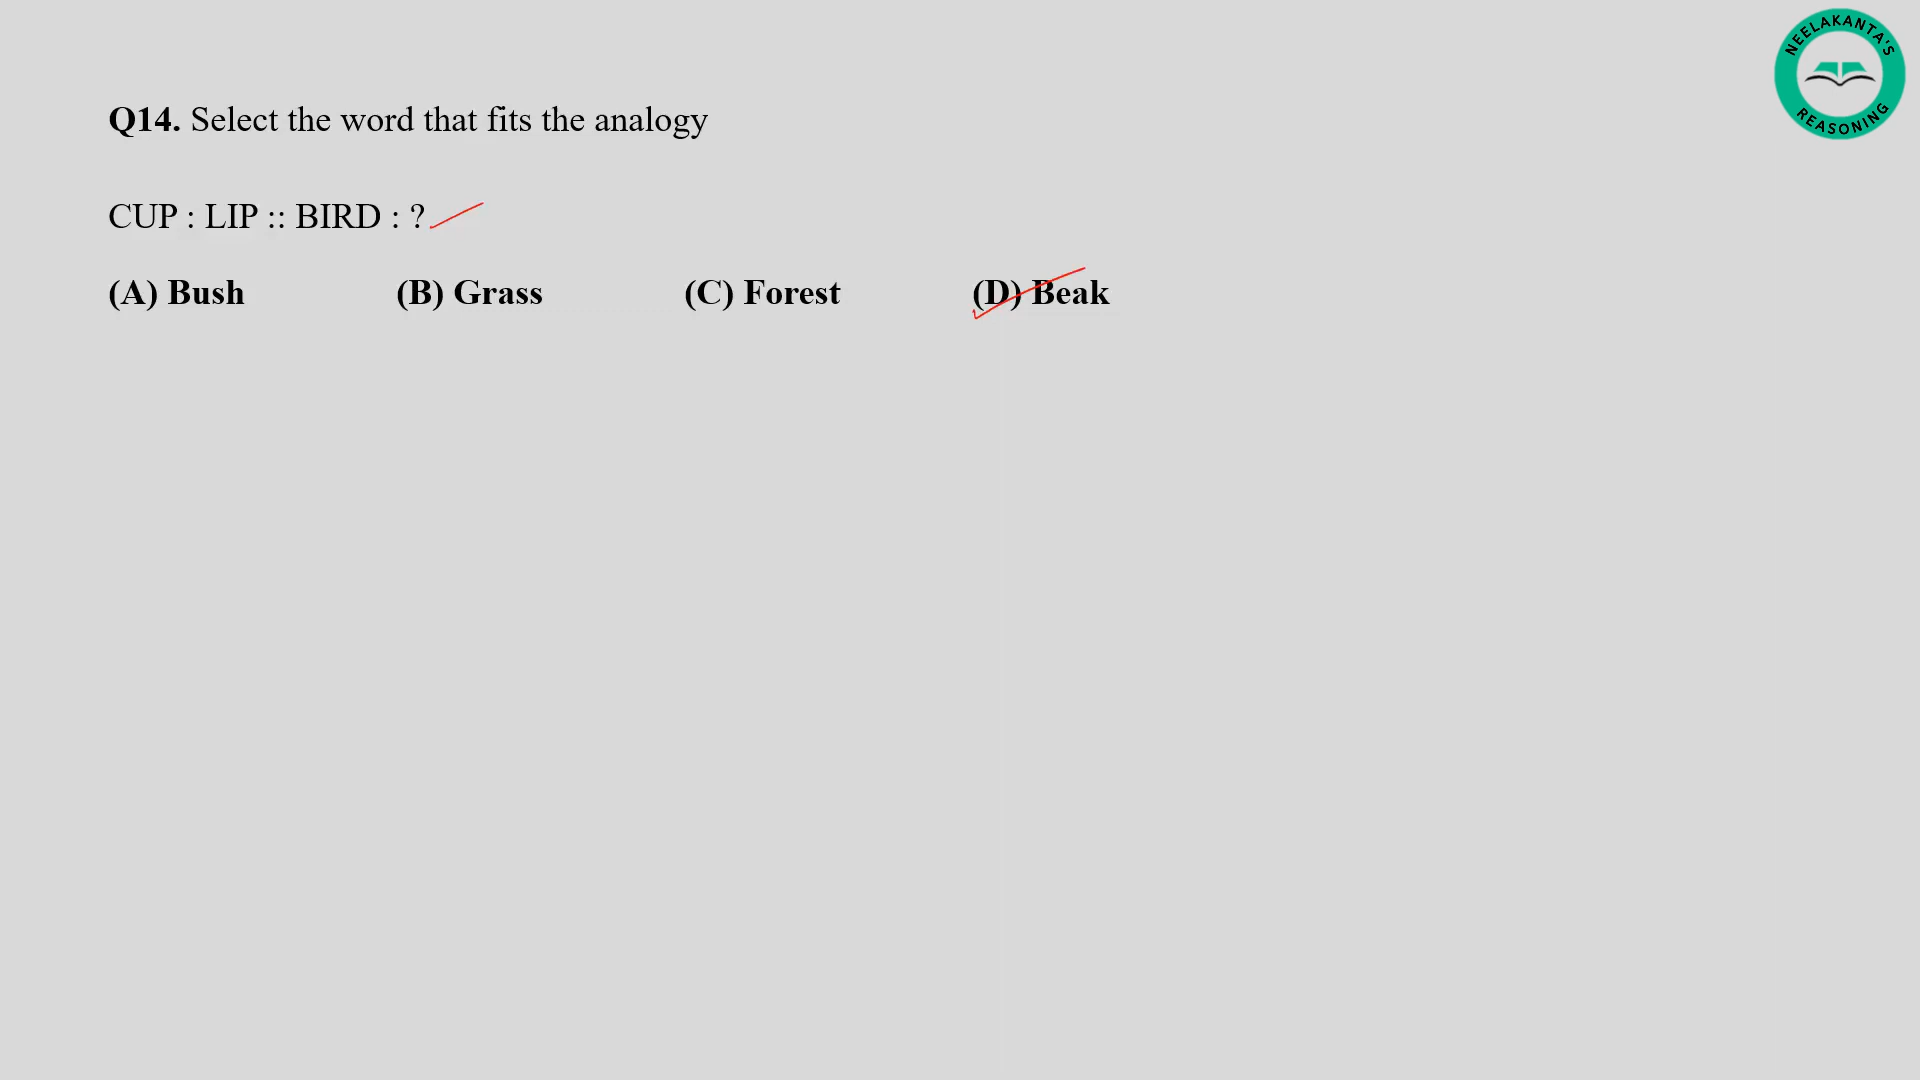 NEELAKANTA'S
REASONING
Q14. Select the word that fits the analogy
CUP : LIP :: BIRD : ?
(A) Bush (B) Grass (C) Forest (D) Beak